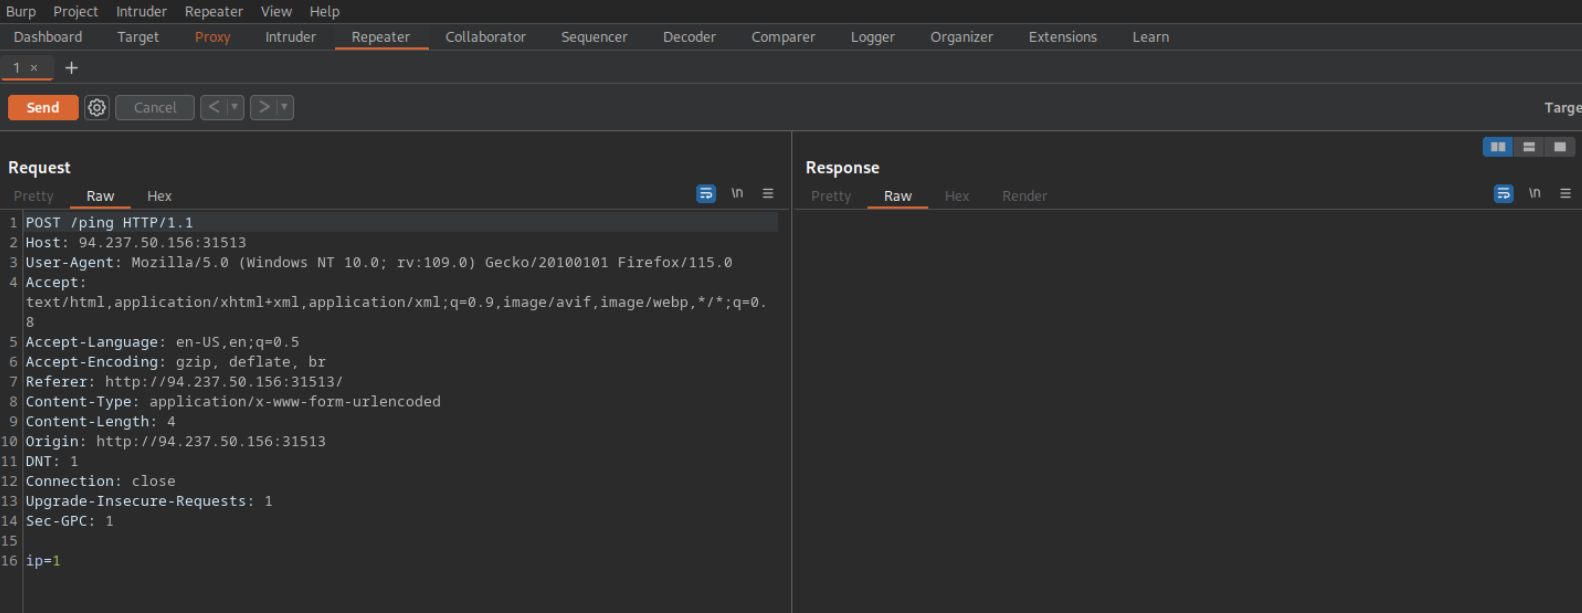 Burp Project Intruder Repeater View Help
Dashboard Target Proxy Intruder Repeater Collaborator Sequencer Decoder Comparer Logger Organizer Extensions Learn
1 × +
Send Cancel < > Targe
Request
Pretty Raw Hex \n
1 POST /ping HTTP/1.1
2 Host: 94.237.50.156:31513
3 User-Agent: Mozilla/5.0 (Windows NT 10.0; rv:109.0) Gecko/20100101 Firefox/115.0
4 Accept:
text/html,application/xhtml+xml,application/xml;q=0.9,image/avif,image/webp,*/*;q=0.
8
5 Accept-Language: en-US,en;q=0.5
6 Accept-Encoding: gzip, deflate, br
7 Referer: http://94.237.50.156:31513/
8 Content-Type: application/x-www-form-urlencoded
9 Content-Length: 4
10 Origin: http://94.237.50.156:31513
11 DNT: 1
12 Connection: close
13 Upgrade-Insecure-Requests: 1
14 Sec-GPC: 1
15
16 ip=1
Response
Pretty Raw Hex Render \n